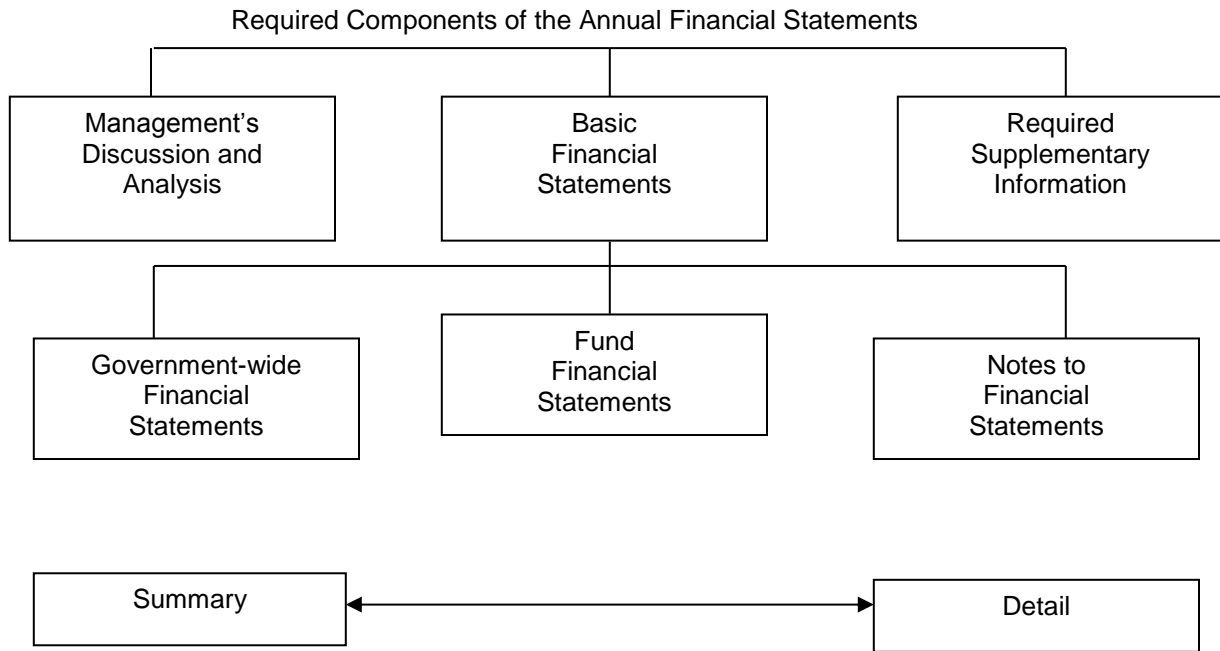 Required Components of the Annual Financial Statements
Management’s
Discussion and
Analysis
Basic
Financial
Statements
Required
Supplementary
Information
Government-wide
Financial
Statements
Fund
Financial
Statements
Notes to
Financial
Statements
Summary
Detail